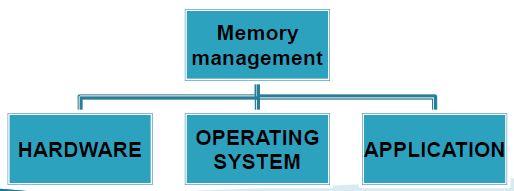 Memory
management
HARDWARE
OPERATING
SYSTEM
APPLICATION